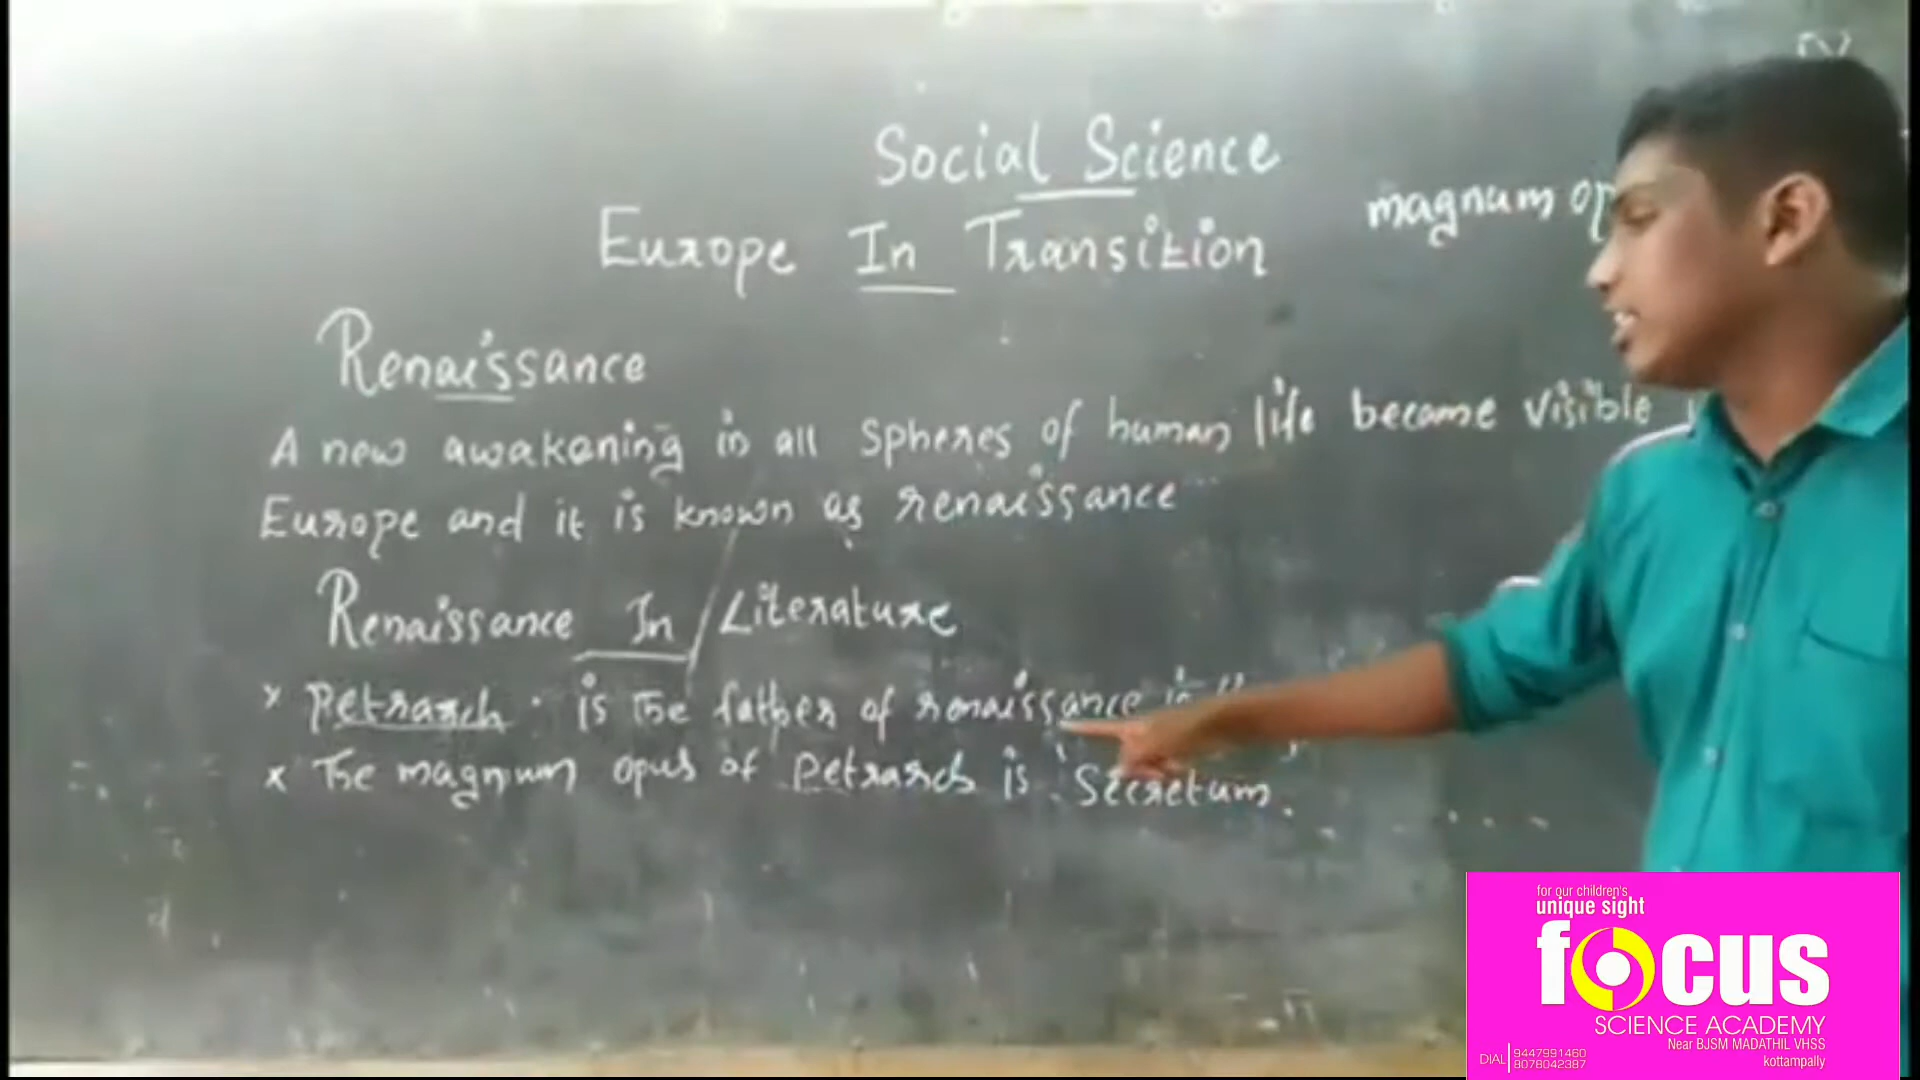 Social Science
magnum op
Europe In Transition
Renaissance
A new awakening in all spheres of human life became visible
Europe and it is known as renaissance
Renaissance In Literature
x Petrarch is the father of renaissance in
x The magnum opus of Petrarch is 'Secretum.
for our children's
unique sight
focus
SCIENCE ACADEMY
Near BJSM MADATHIL VHSS
kottampally
DIAL 9447991460
8078042387